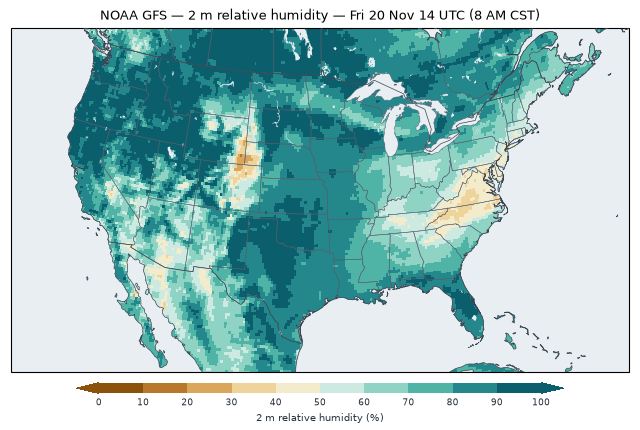 NOAA GFS — 2 m relative humidity — Fri 20 Nov 14 UTC (8 AM CST)
0 10 20 30 40 50 60 70 80 90 100
2 m relative humidity (%)